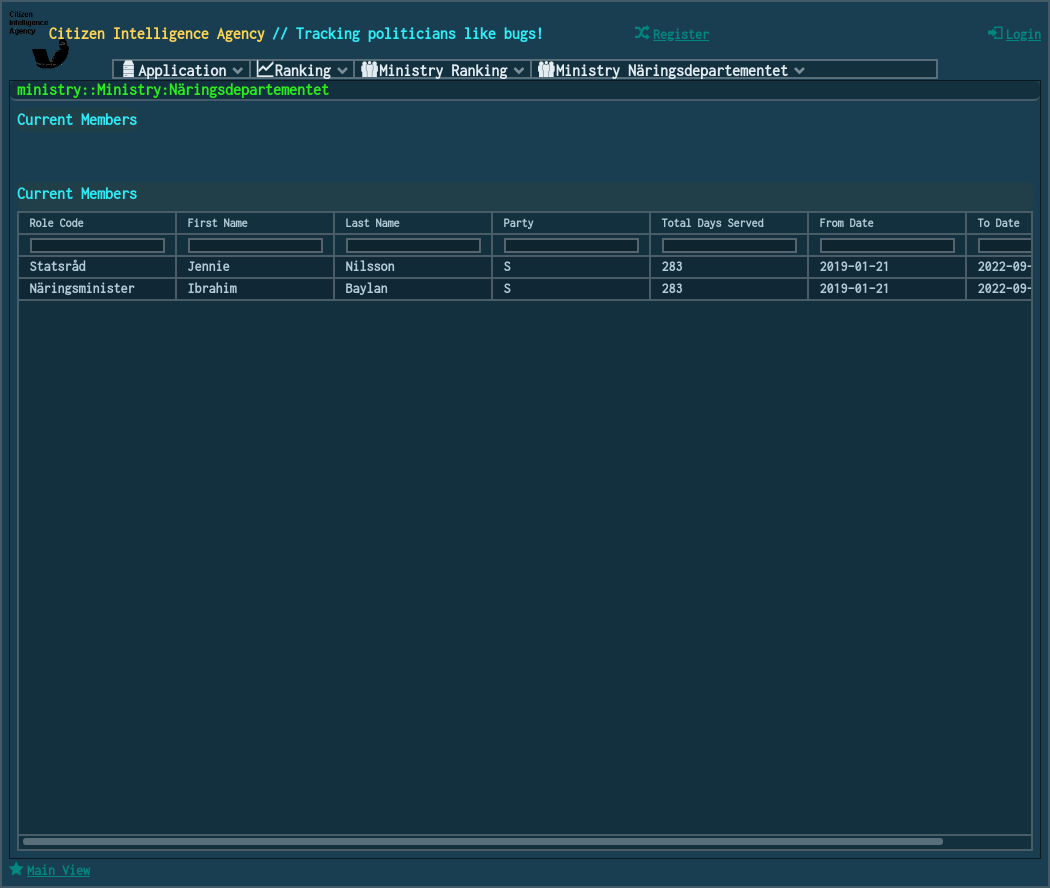 Citizen
Intelligence
Agency
Citizen Intelligence Agency // Tracking politicians like bugs!
Register
Login
Application
Ranking
Ministry Ranking
Ministry Näringsdepartementet
ministry::Ministry:Näringsdepartementet
Current Members
Current Members
Role Code First Name Last Name Party Total Days Served From Date To Date
Statsråd Jennie Nilsson S 283 2019-01-21 2022-09-
Näringsminister Ibrahim Baylan S 283 2019-01-21 2022-09-
Main View